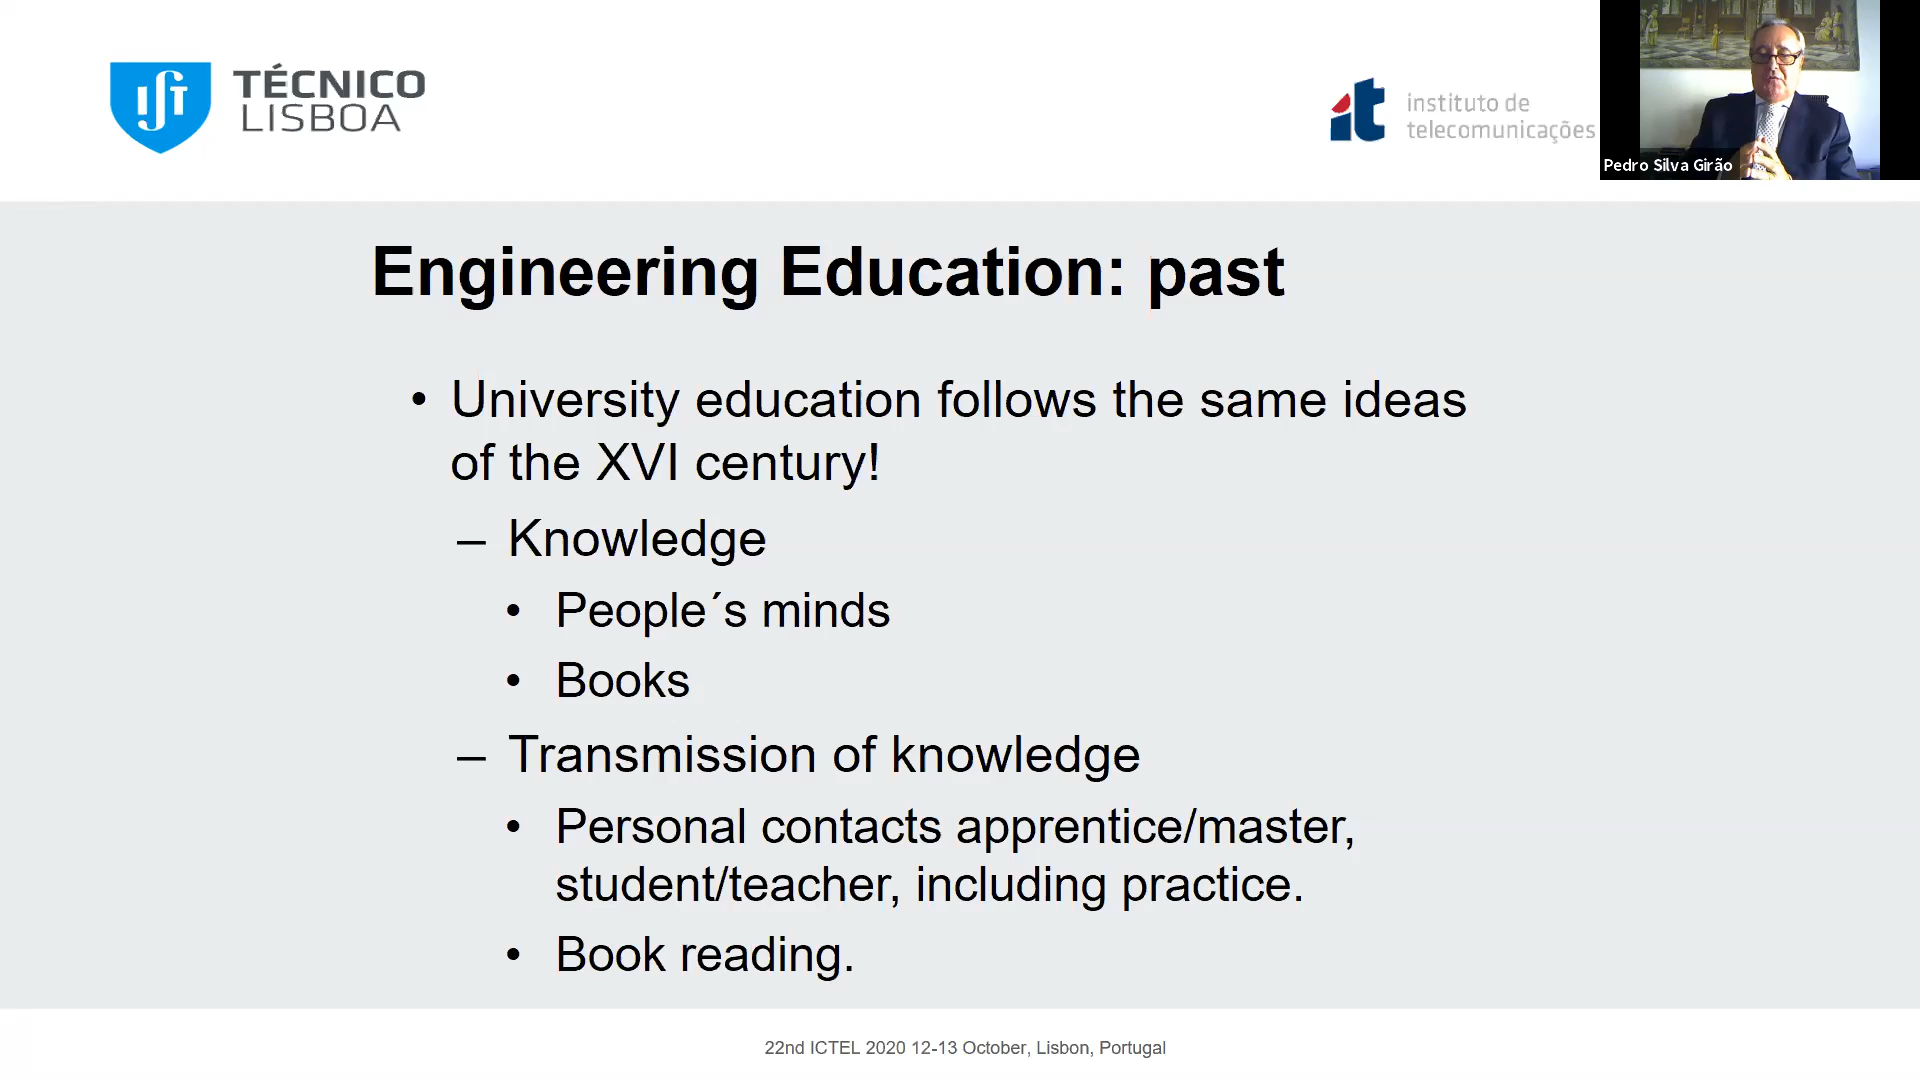 TÉCNICO
LISBOA
it
instituto de
telecomunicações
Pedro Silva Girão
Engineering Education: past
• University education follows the same ideas
of the XVI century!
– Knowledge
• People´s minds
• Books
– Transmission of knowledge
• Personal contacts apprentice/master,
student/teacher, including practice.
• Book reading.
22nd ICTEL 2020 12-13 October, Lisbon, Portugal